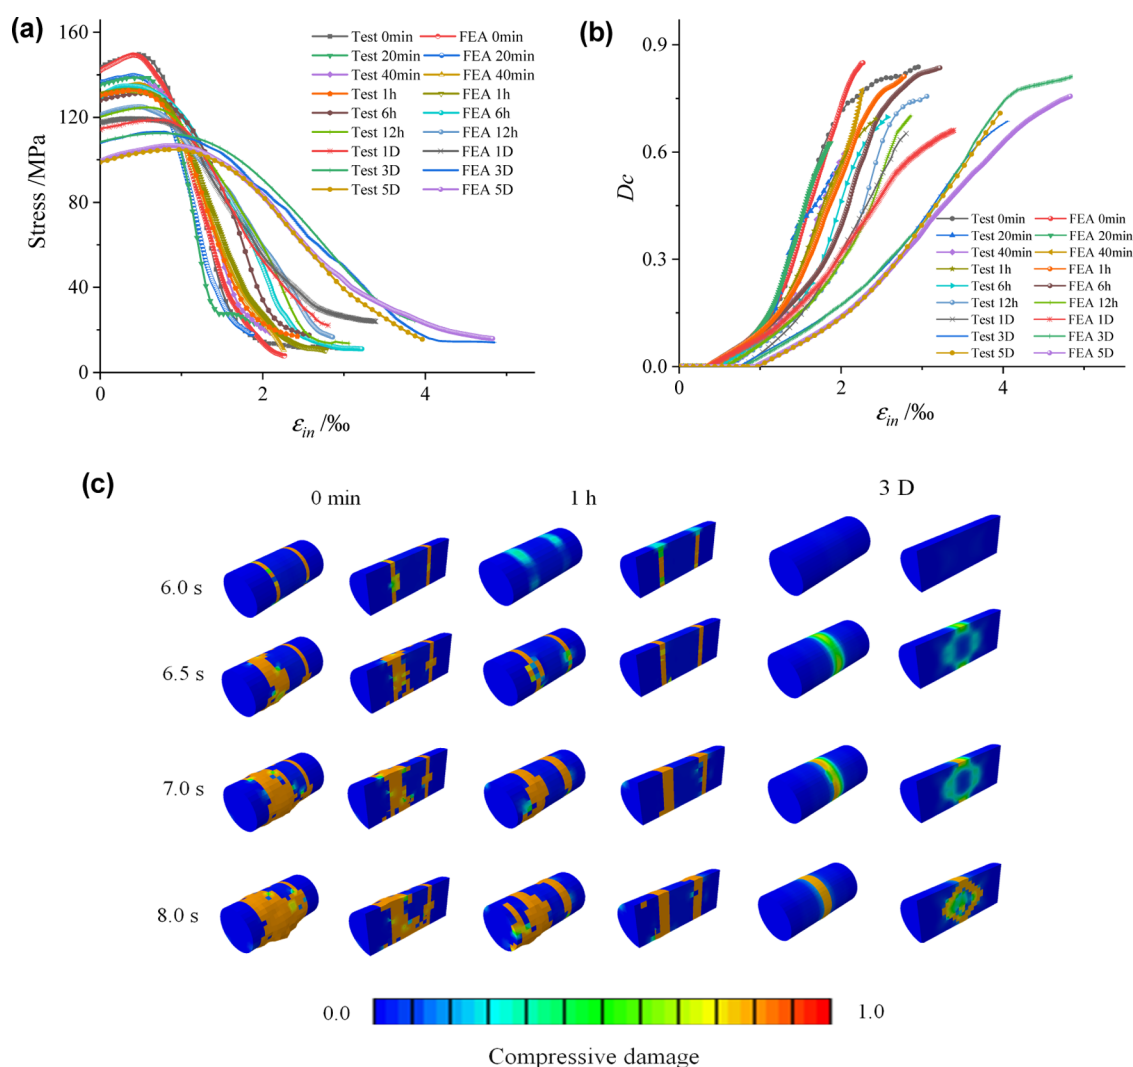 (a)
160
120
80
40
0
Stress /MPa
0 2 4
εin /‰
Test 0min FEA 0min
Test 20min FEA 20min
Test 40min FEA 40min
Test 1h FEA 1h
Test 6h FEA 6h
Test 12h FEA 12h
Test 1D FEA 1D
Test 3D FEA 3D
Test 5D FEA 5D
(b)
0.9
0.6
0.3
0.0
Dc
0 2 4
εin /‰
Test 0min FEA 0min
Test 20min FEA 20min
Test 40min FEA 40min
Test 1h FEA 1h
Test 6h FEA 6h
Test 12h FEA 12h
Test 1D FEA 1D
Test 3D FEA 3D
Test 5D FEA 5D
(c)
0 min 1 h 3 D
6.0 s
6.5 s
7.0 s
8.0 s
0.0 1.0
Compressive damage